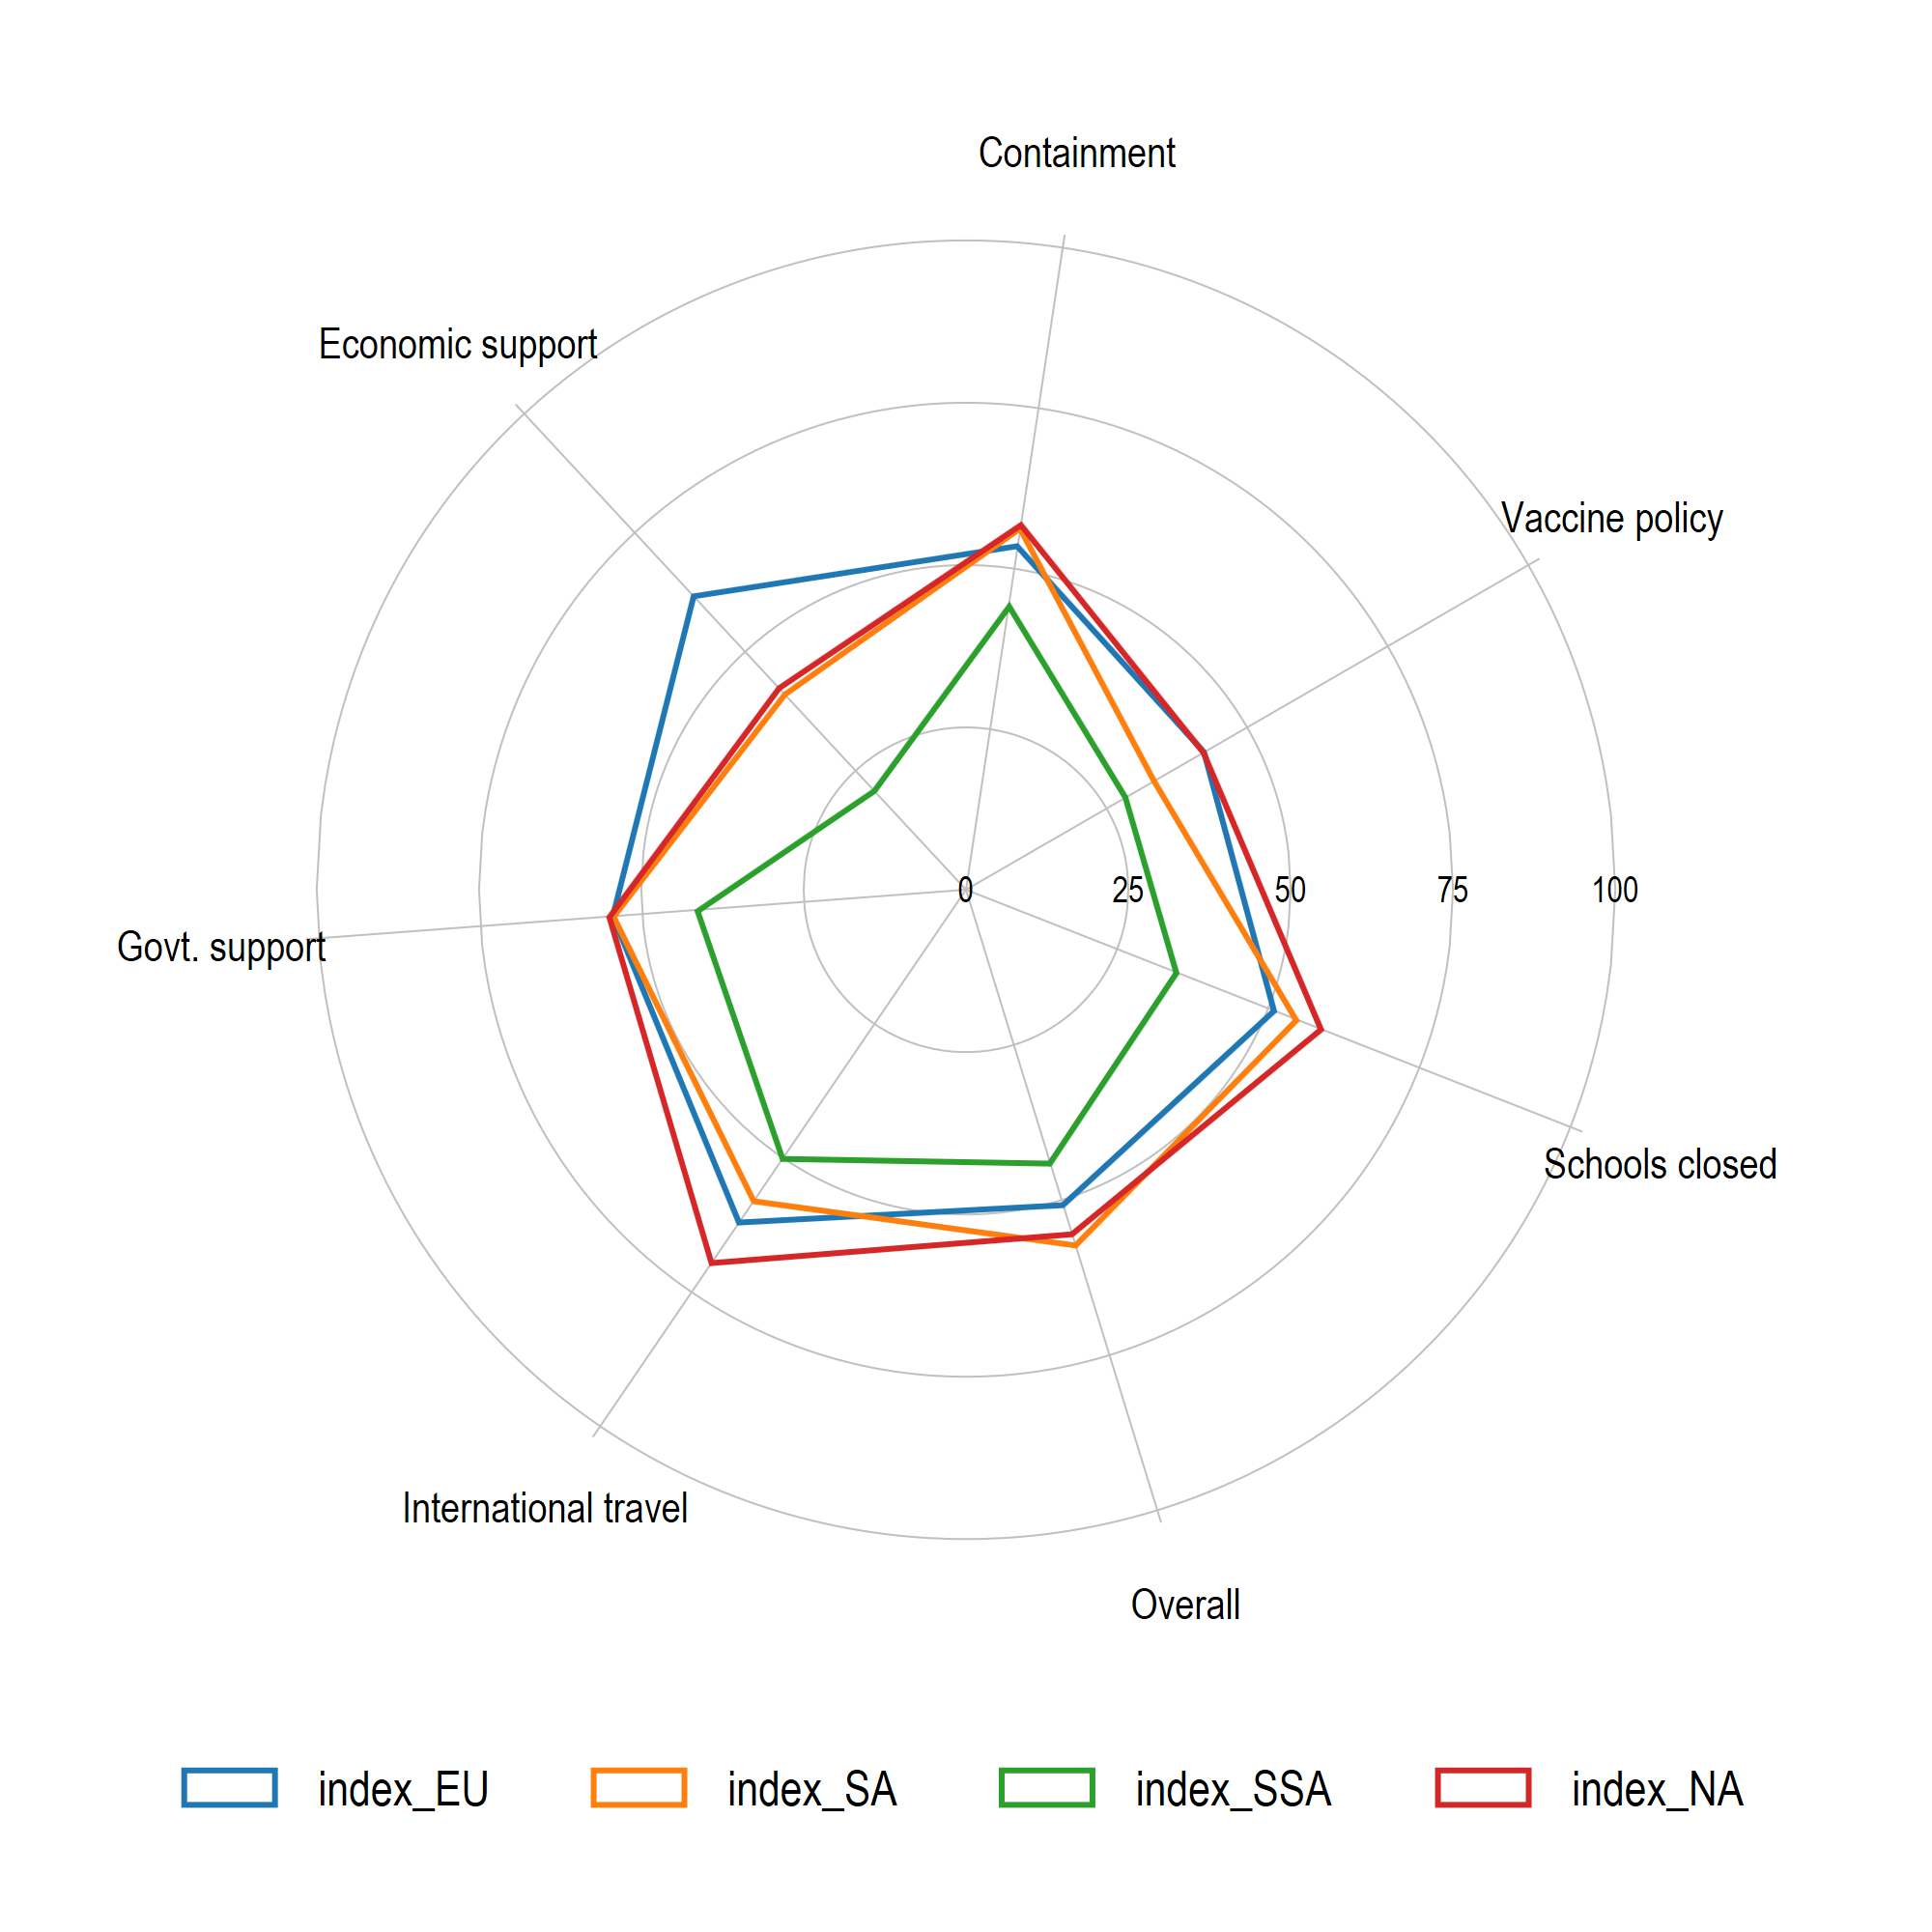 Containment
Economic support
Vaccine policy
0 25 50 75 100
Govt. support
Schools closed
International travel
Overall
index_EU index_SA index_SSA index_NA